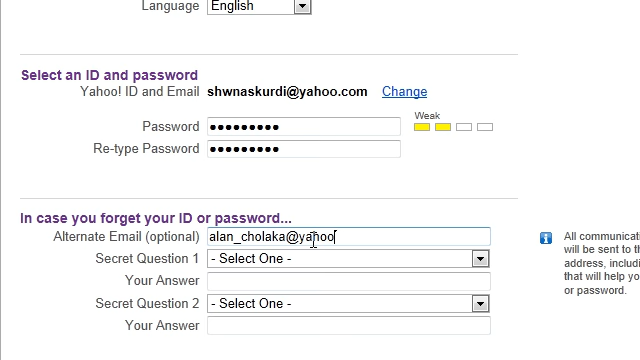 Language English
Select an ID and password
Yahoo! ID and Email shwnaskurdi@yahoo.com Change
Weak
Password ●●●●●●●●●
Re-type Password ●●●●●●●●●
In case you forget your ID or password...
Alternate Email (optional) alan_cholaka@yahoo
Secret Question 1 - Select One -
Your Answer
Secret Question 2 - Select One -
Your Answer
All communicati
will be sent to th
address, includi
that will help yo
or password.